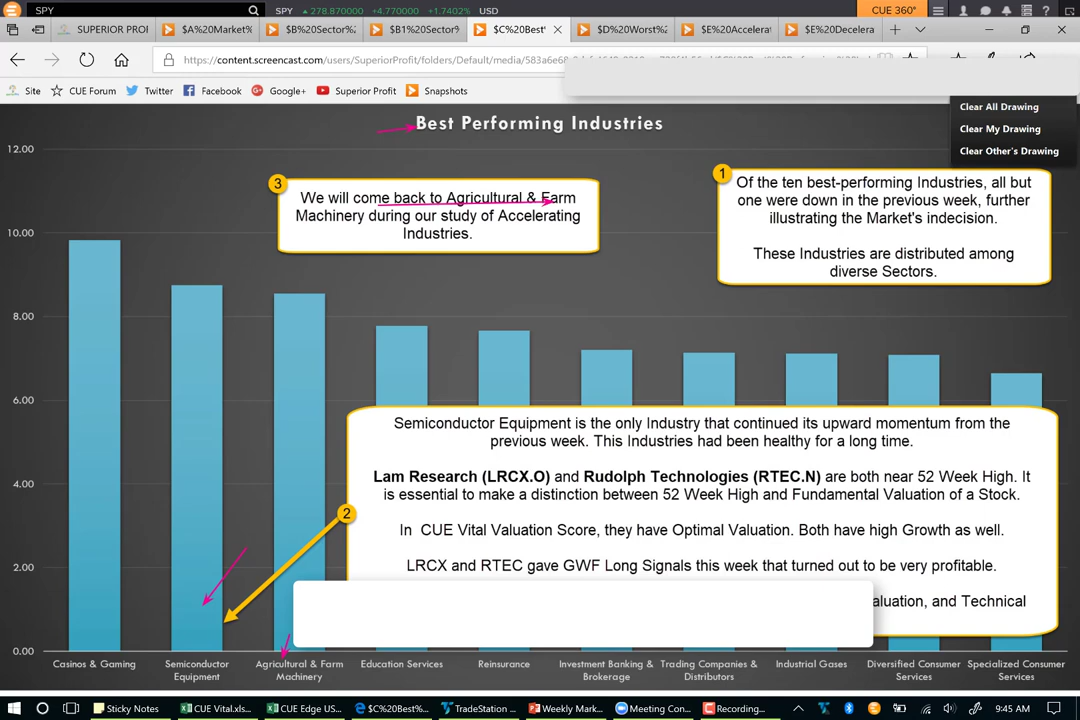 SPY
SPY 278.870000 +4.770000 +1.7402% USD
CUE 360°
SUPERIOR PROI
$A%20Market%
$B%20Sector%
$B1%20Sector%
$C%20Best'
$D%20Worst%2
$E%20Accelera
$E%20Decelera
https://content.screencast.com/users/SuperiorProfit/folders/Default/media/583a6e68
Site
CUE Forum
Twitter
Facebook
Google+
Superior Profit
Snapshots
Clear All Drawing
Clear My Drawing
Clear Other's Drawing
Best Performing Industries
12.00
10.00
8.00
6.00
4.00
2.00
0.00
3
We will come back to Agricultural & Farm
Machinery during our study of Accelerating
Industries.
1
Of the ten best-performing Industries, all but
one were down in the previous week, further
illustrating the Market's indecision.
These Industries are distributed among
diverse Sectors.
2
Semiconductor Equipment is the only Industry that continued its upward momentum from the
previous week. This Industries had been healthy for a long time.
Lam Research (LRCX.O) and Rudolph Technologies (RTEC.N) are both near 52 Week High. It
is essential to make a distinction between 52 Week High and Fundamental Valuation of a Stock.
In CUE Vital Valuation Score, they have Optimal Valuation. Both have high Growth as well.
LRCX and RTEC gave GWF Long Signals this week that turned out to be very profitable.
aluation, and Technical
Casinos & Gaming
Semiconductor
Equipment
Agricultural & Farm
Machinery
Education Services
Reinsurance
Investment Banking &
Brokerage
Trading Companies &
Distributors
Industrial Gases
Diversified Consumer
Services
Specialized Consumer
Services
Sticky Notes
CUE Vital.xls...
CUE Edge US...
$C%20Best%...
TradeStation ...
Weekly Mark...
Meeting Con...
Recording...
9:45 AM